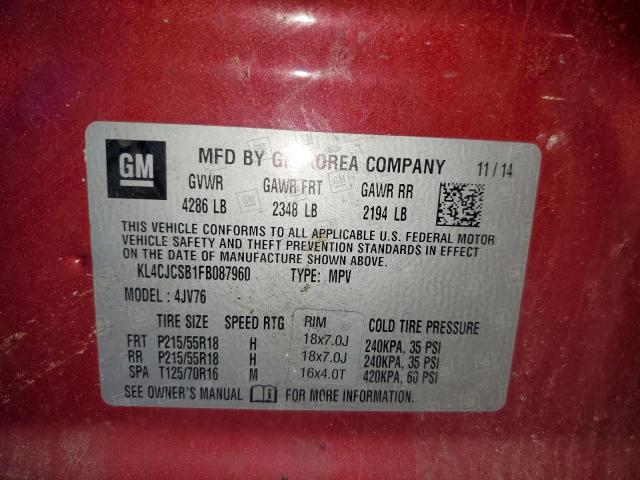 GM MFD BY GM KOREA COMPANY 11/14
GVWR GAWR FRT GAWR RR
4286 LB 2348 LB 2194 LB
THIS VEHICLE CONFORMS TO ALL APPLICABLE U.S. FEDERAL MOTOR
VEHICLE SAFETY AND THEFT PREVENTION STANDARDS IN EFFECT
ON THE DATE OF MANUFACTURE SHOWN ABOVE.
KL4CJCSB1FB087960 TYPE: MPV
MODEL: 4JV76
TIRE SIZE SPEED RTG RIM COLD TIRE PRESSURE
FRT P215/55R18 H 18x7.0J 240KPA, 35 PSI
RR P215/55R18 H 18x7.0J 240KPA, 35 PSI
SPA T125/70R16 M 16x4.0T 420KPA, 60 PSI
SEE OWNER'S MANUAL FOR MORE INFORMATION.